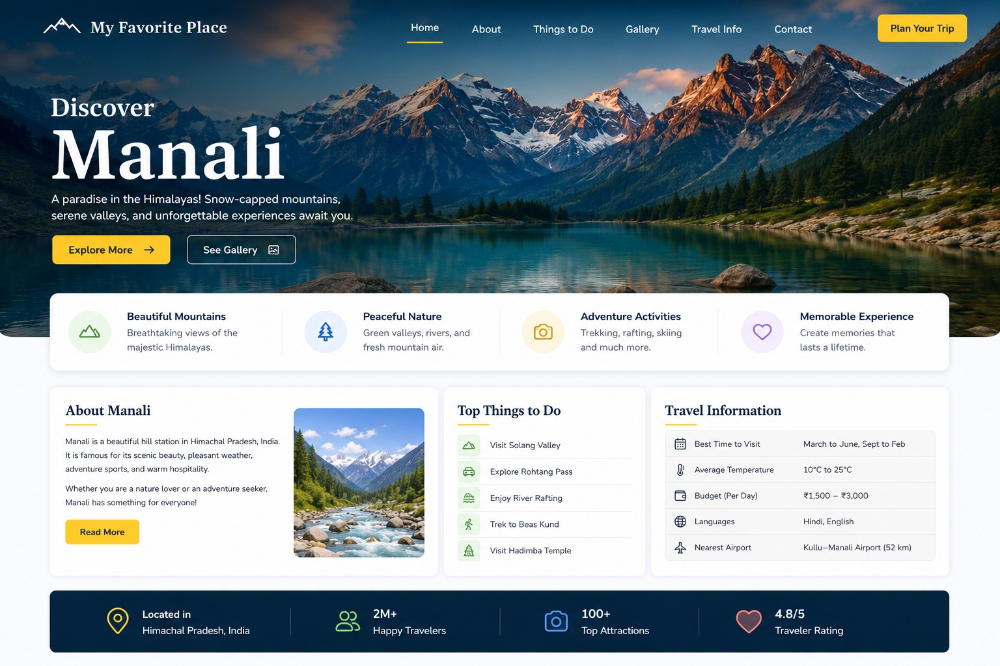 My Favorite Place
Home
About
Things to Do
Gallery
Travel Info
Contact
Plan Your Trip
Discover
Manali
A paradise in the Himalayas! Snow-capped mountains,
serene valleys, and unforgettable experiences await you.
Explore More
See Gallery
Beautiful Mountains
Breathtaking views of the
majestic Himalayas.
Peaceful Nature
Green valleys, rivers, and
fresh mountain air.
Adventure Activities
Trekking, rafting, skiing
and much more.
Memorable Experience
Create memories that
lasts a lifetime.
About Manali
Manali is a beautiful hill station in Himachal Pradesh, India.
It is famous for its scenic beauty, pleasant weather,
adventure sports, and warm hospitality.
Whether you are a nature lover or an adventure seeker,
Manali has something for everyone!
Read More
Top Things to Do
Visit Solang Valley
Explore Rohtang Pass
Enjoy River Rafting
Trek to Beas Kund
Visit Hadimba Temple
Travel Information
Best Time to Visit March to June, Sept to Feb
Average Temperature 10°C to 25°C
Budget (Per Day) ₹1,500 – ₹3,000
Languages Hindi, English
Nearest Airport Kullu–Manali Airport (52 km)
Located in
Himachal Pradesh, India
2M+
Happy Travelers
100+
Top Attractions
4.8/5
Traveler Rating